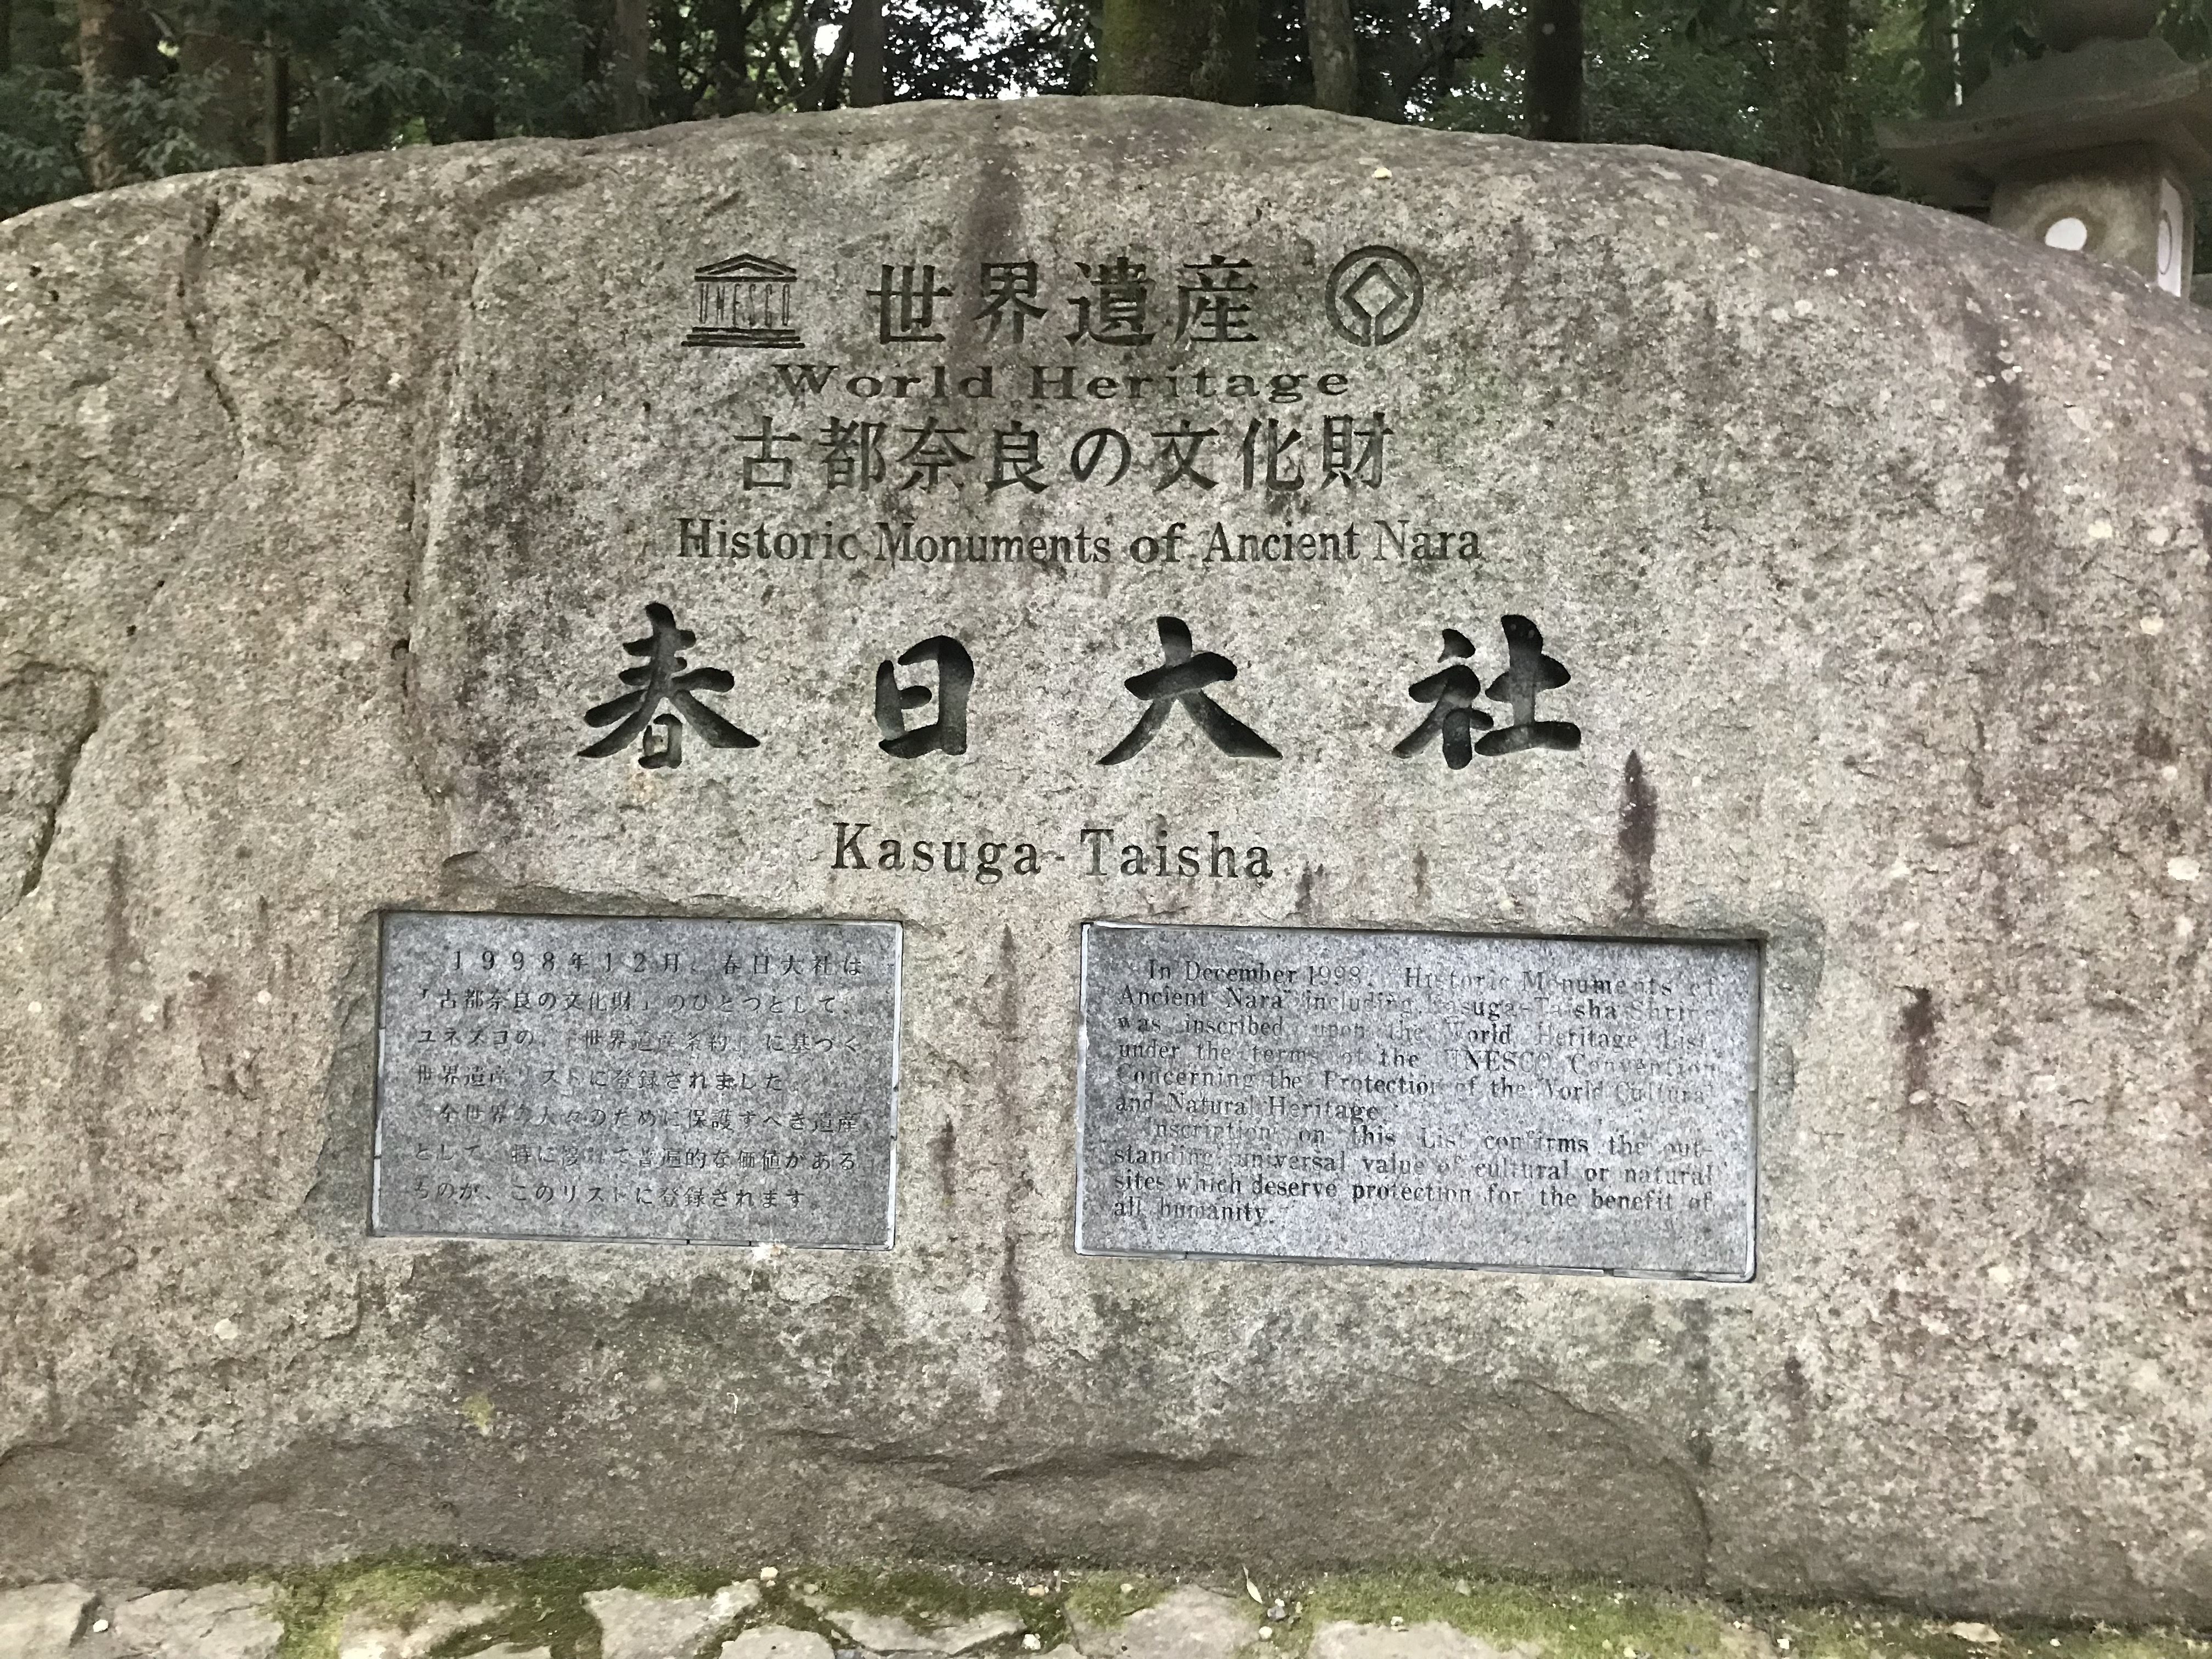 UNESCO 世界遺産
World Heritage
古都奈良の文化財
Historic Monuments of Ancient Nara
春日大社
Kasuga-Taisha
1998年12月、春日大社は
「古都奈良の文化財」のひとつとして、
ユネスコの、「世界遺産条約」に基づく
世界遺産リストに登録されました。
全世界の人々のために保護すべき遺産
として、時に優れて普遍的な価値がある
ものが、このリストに登録されます。
In December 1998, "Historic Monuments of
Ancient Nara" including Kasuga-Taisha Shrine
was inscribed upon the World Heritage List
under the terms of the UNESCO Convention
Concerning the Protection of the World Cultural
and Natural Heritage.
Inscription on this List confirms the out-
standing universal value of cultural or natural
sites which deserve protection for the benefit of
all humanity.